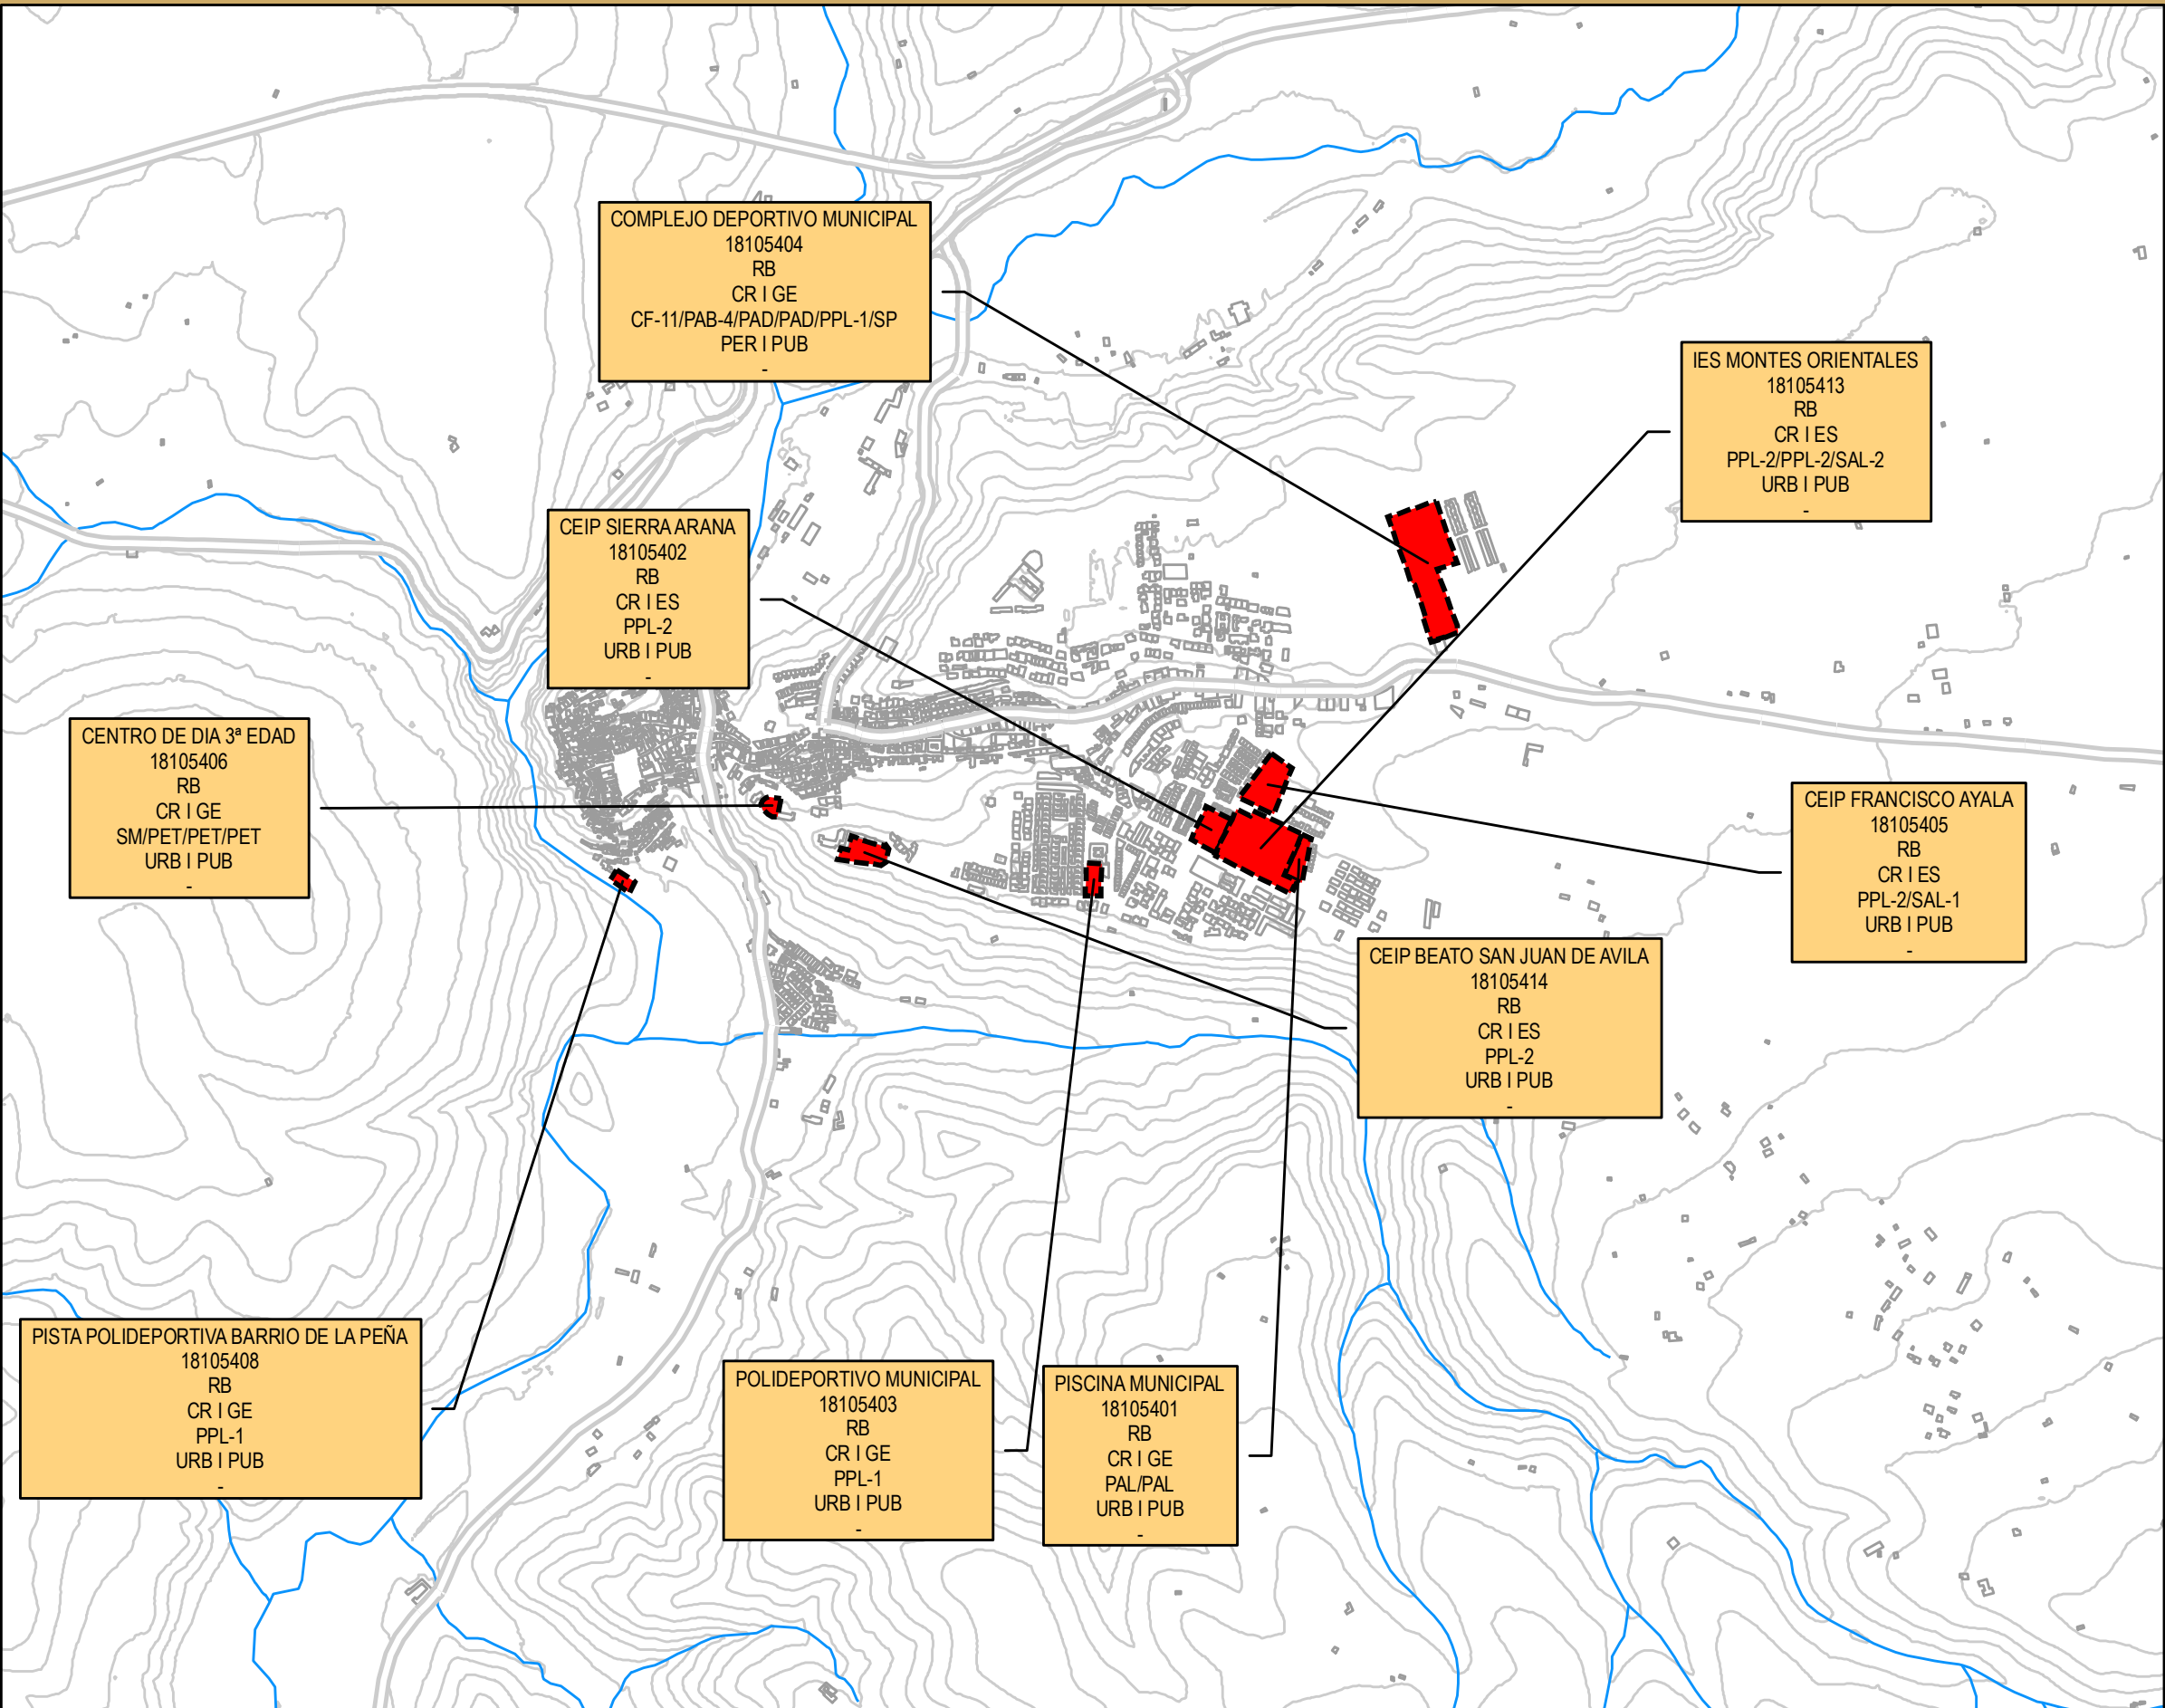 COMPLEJO DEPORTIVO MUNICIPAL
18105404
RB
CR I GE
CF-11/PAB-4/PAD/PAD/PPL-1/SP
PER I PUB
-
IES MONTES ORIENTALES
18105413
RB
CR I ES
PPL-2/PPL-2/SAL-2
URB I PUB
-
CEIP SIERRA ARANA
18105402
RB
CR I ES
PPL-2
URB I PUB
-
CENTRO DE DIA 3ª EDAD
18105406
RB
CR I GE
SM/PET/PET/PET
URB I PUB
-
CEIP FRANCISCO AYALA
18105405
RB
CR I ES
PPL-2/SAL-1
URB I PUB
-
CEIP BEATO SAN JUAN DE AVILA
18105414
RB
CR I ES
PPL-2
URB I PUB
-
PISTA POLIDEPORTIVA BARRIO DE LA PEÑA
18105408
RB
CR I GE
PPL-1
URB I PUB
-
POLIDEPORTIVO MUNICIPAL
18105403
RB
CR I GE
PPL-1
URB I PUB
-
PISCINA MUNICIPAL
18105401
RB
CR I GE
PAL/PAL
URB I PUB
-